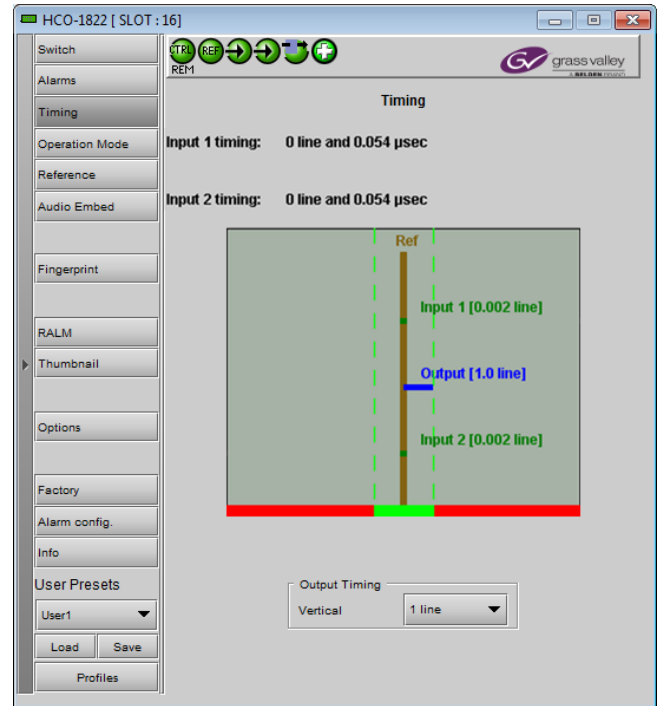 HCO-1822 [ SLOT : 16]
Switch
Alarms
Timing
Operation Mode
Reference
Audio Embed
Fingerprint
RALM
Thumbnail
Options
Factory
Alarm config.
Info
User Presets
User1
Load Save
Profiles
CTRL REF
REM
grass valley
A BELDEN BRAND
Timing
Input 1 timing: 0 line and 0.054 µsec
Input 2 timing: 0 line and 0.054 µsec
Ref
Input 1 [0.002 line]
Output [1.0 line]
Input 2 [0.002 line]
Output Timing
Vertical 1 line